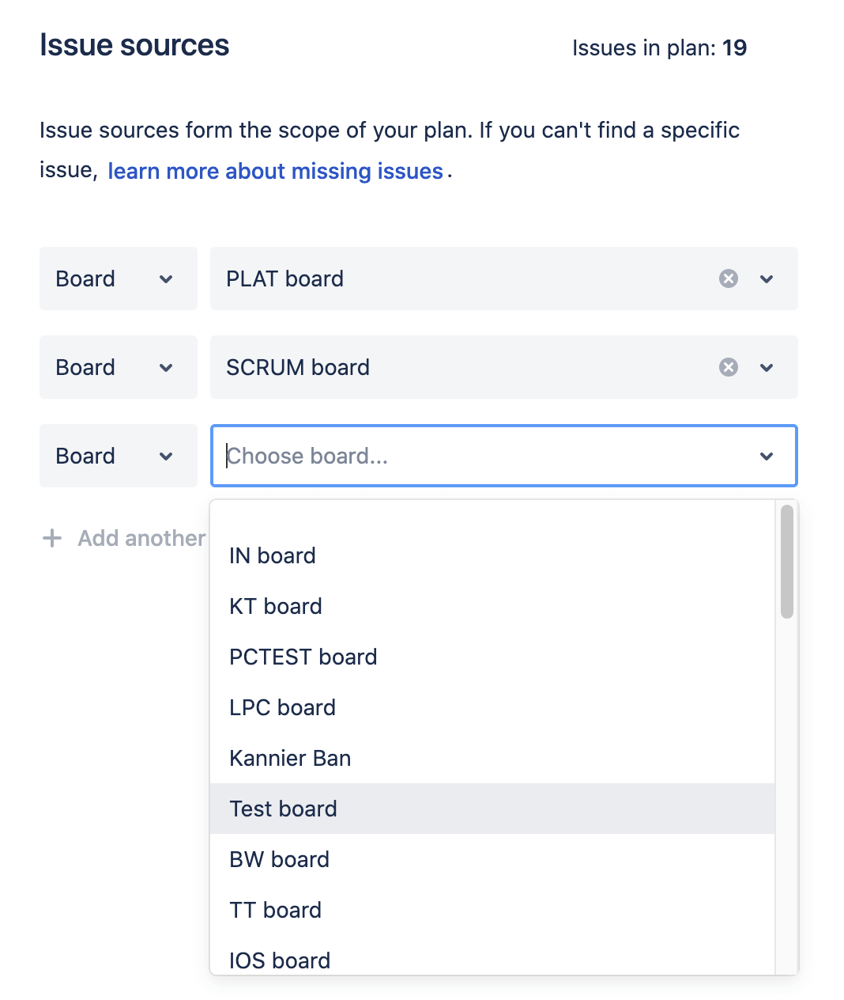 Issue sources
Issues in plan: 19
Issue sources form the scope of your plan. If you can't find a specific
issue, learn more about missing issues.
Board
PLAT board
Board
SCRUM board
Board
Choose board...
Add another
IN board
KT board
PCTEST board
LPC board
Kannier Ban
Test board
BW board
TT board
IOS board